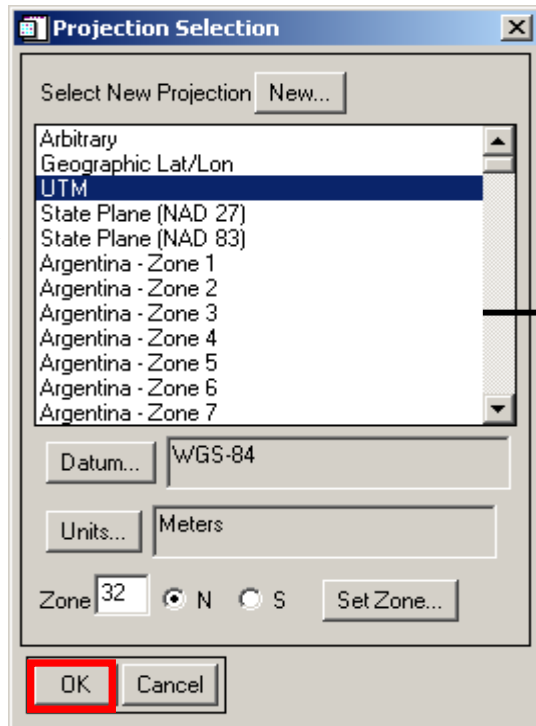 Projection Selection
Select New Projection New...
Arbitrary
Geographic Lat/Lon
UTM
State Plane (NAD 27)
State Plane (NAD 83)
Argentina - Zone 1
Argentina - Zone 2
Argentina - Zone 3
Argentina - Zone 4
Argentina - Zone 5
Argentina - Zone 6
Argentina - Zone 7
Datum... WGS-84
Units... Meters
Zone 32 N S Set Zone...
OK Cancel